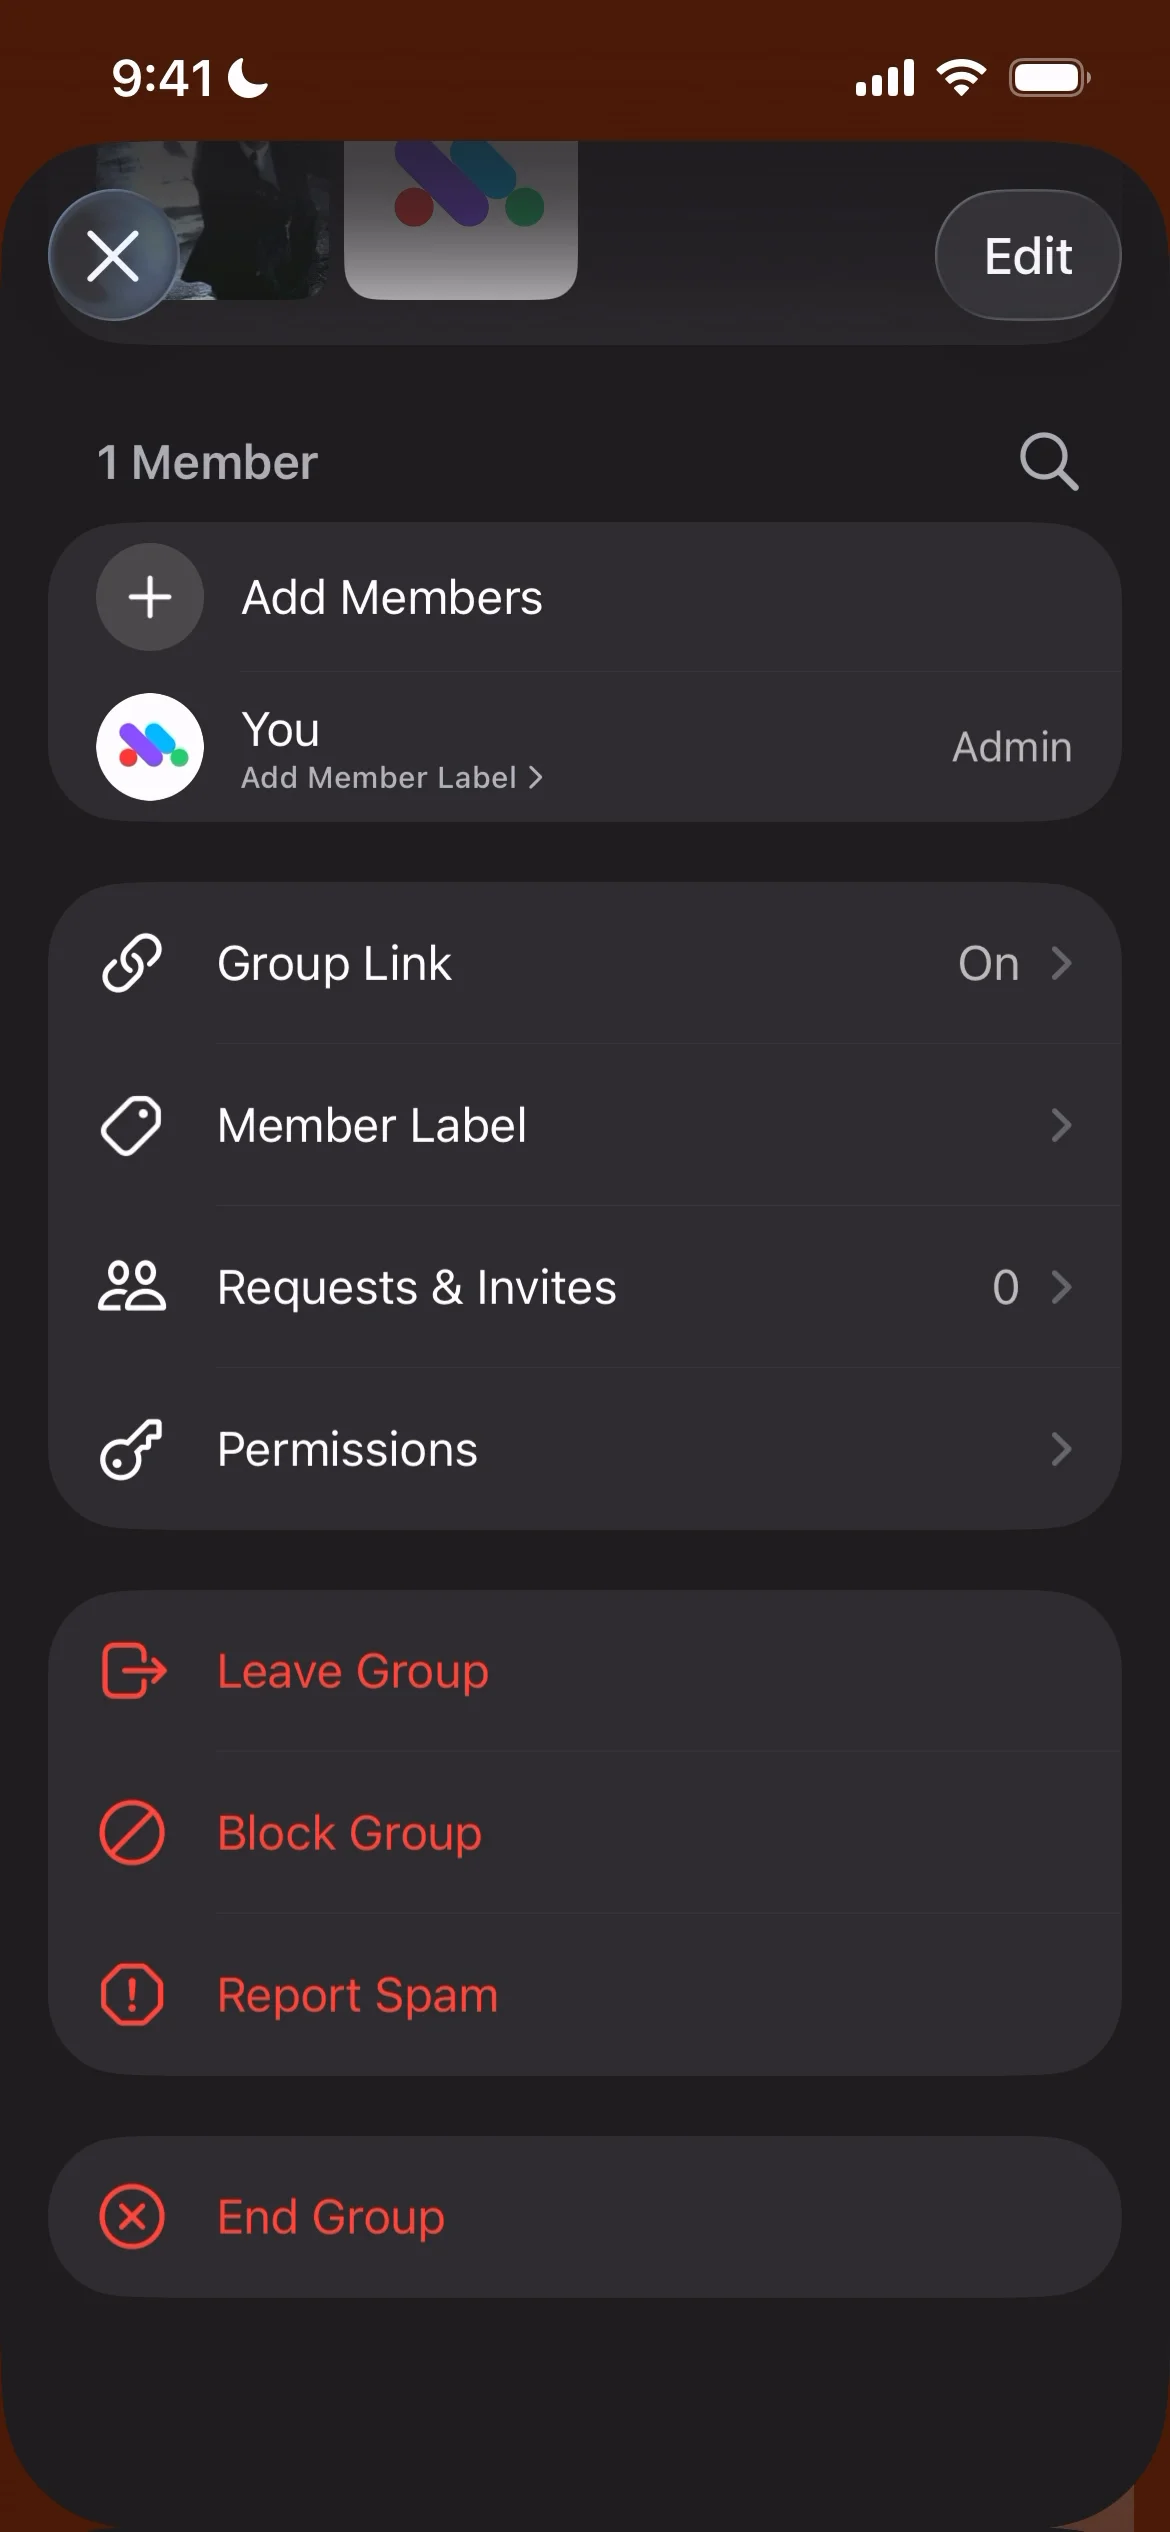 9:41
Edit
1 Member
Add Members
You
Add Member Label
Admin
Group Link
On
Member Label
Requests & Invites
0
Permissions
Leave Group
Block Group
Report Spam
End Group